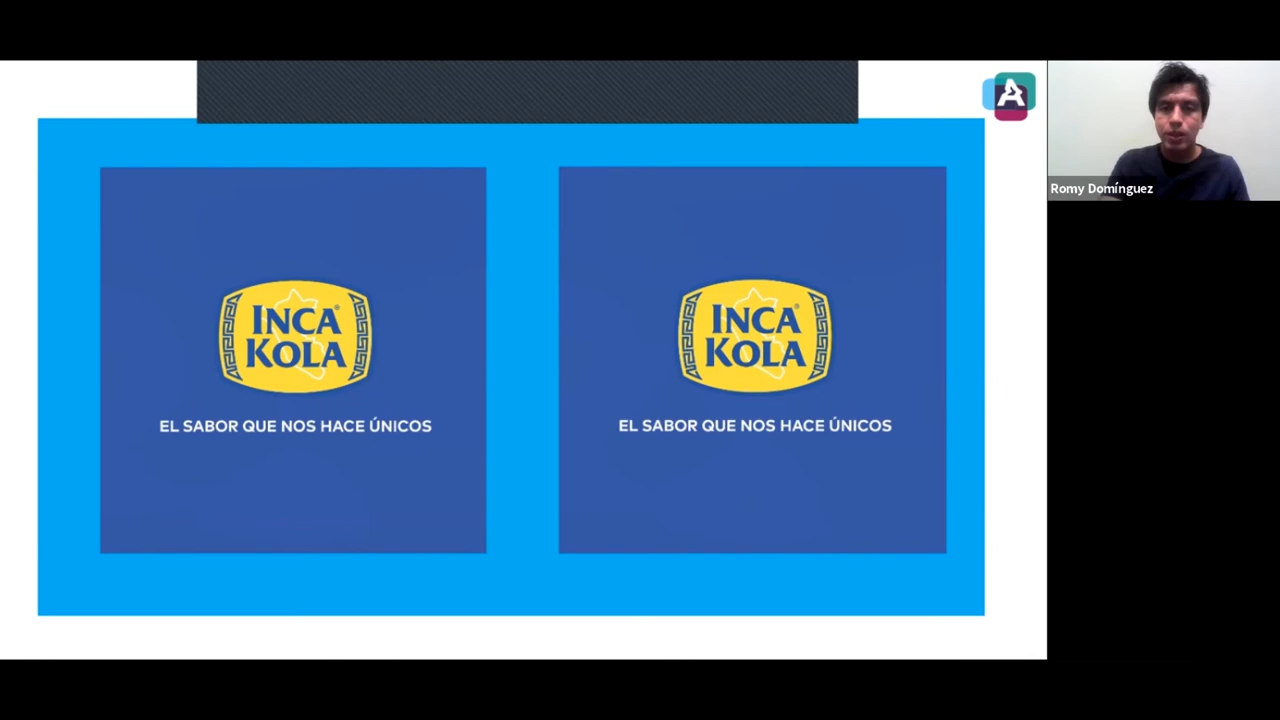 INCA
KOLA
EL SABOR QUE NOS HACE ÚNICOS
INCA
KOLA
EL SABOR QUE NOS HACE ÚNICOS
A
Romy Domínguez